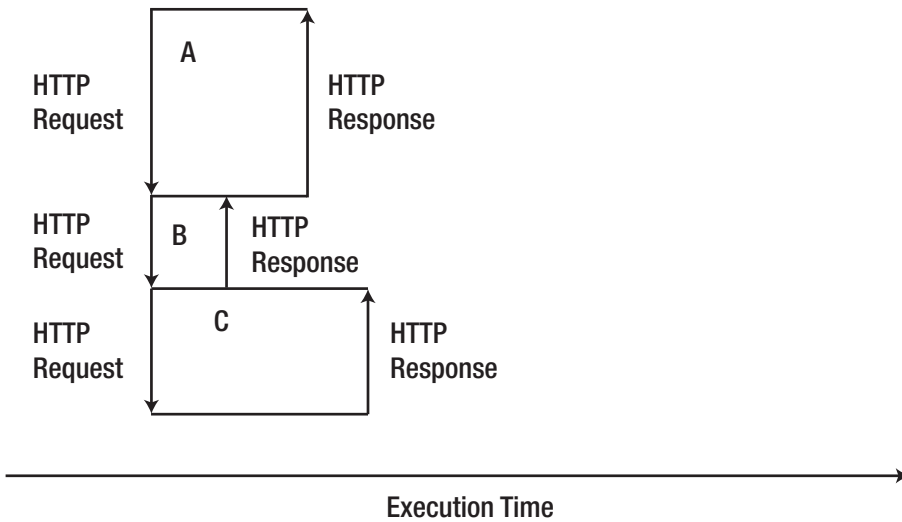 A
HTTP
Request
HTTP
Response
HTTP
Request
B
HTTP
Response
C
HTTP
Request
HTTP
Response
Execution Time